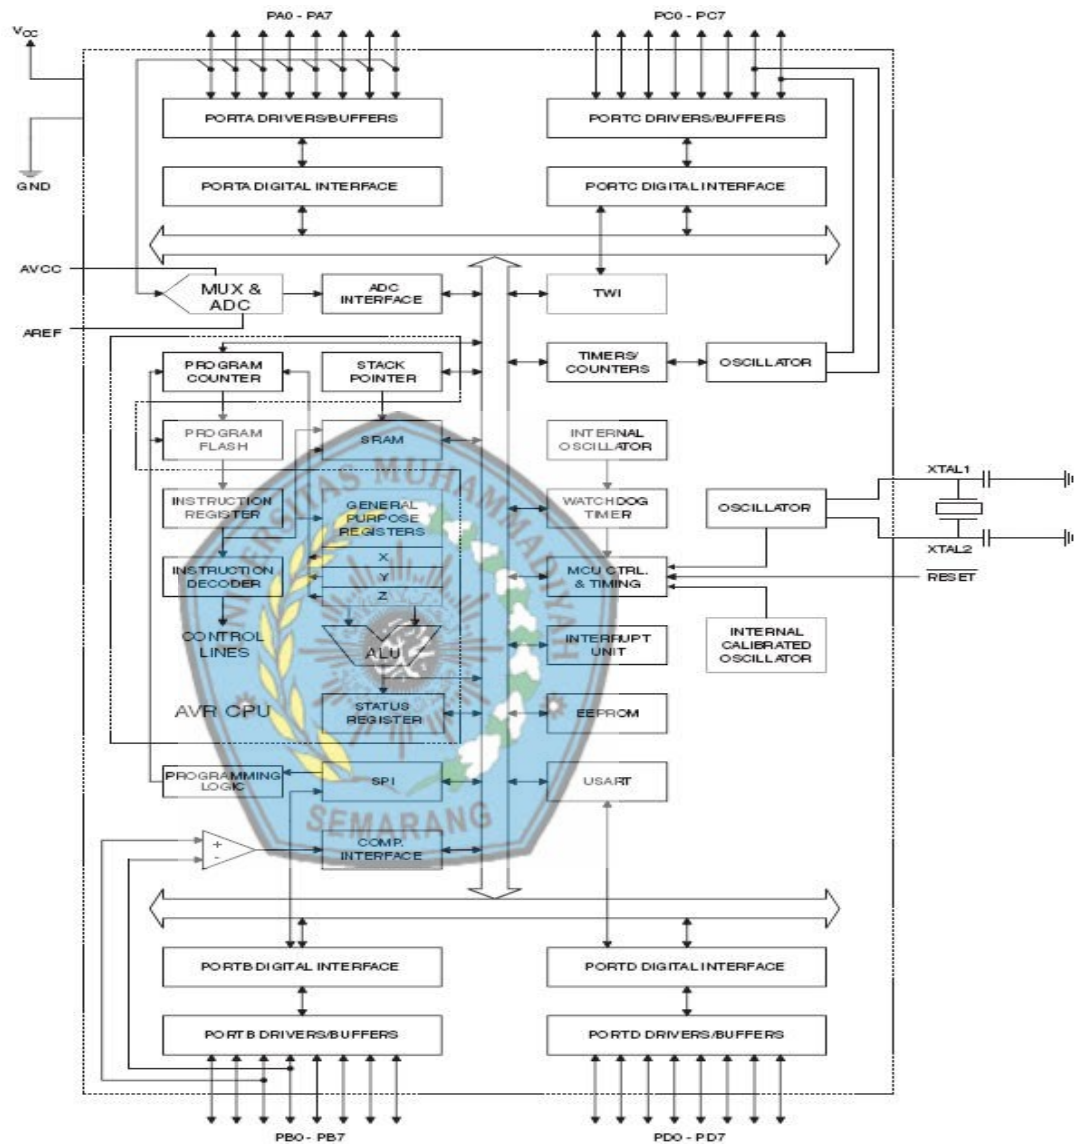 PA0 - PA7
PC0 - PC7
VCC
PORTA DRIVERS/BUFFERS
PORTC DRIVERS/BUFFERS
GND
PORTA DIGITAL INTERFACE
PORTC DIGITAL INTERFACE
AVCC
MUX &
ADC
ADC
INTERFACE
TWI
AREF
PROGRAM
COUNTER
STACK
POINTER
TIMERS/
COUNTERS
OSCILLATOR
PROGRAM
FLASH
SRAM
INTERNAL
OSCILLATOR
XTAL1
INSTRUCTION
REGISTER
GENERAL
PURPOSE
REGISTERS
WATCHDOG
TIMER
OSCILLATOR
XTAL2
X
INSTRUCTION
DECODER
Y
MCU CTRL.
& TIMING
RESET
Z
CONTROL
LINES
ALU
INTERRUPT
UNIT
INTERNAL
CALIBRATED
OSCILLATOR
AVR CPU
STATUS
REGISTER
EEPROM
PROGRAMMING
LOGIC
SPI
USART
+
-
COMP.
INTERFACE
PORTB DIGITAL INTERFACE
PORTD DIGITAL INTERFACE
PORTB DRIVERS/BUFFERS
PORTD DRIVERS/BUFFERS
PB0 - PB7
PD0 - PD7
UNIVERSITAS MUHAMMADIYAH
SEMARANG